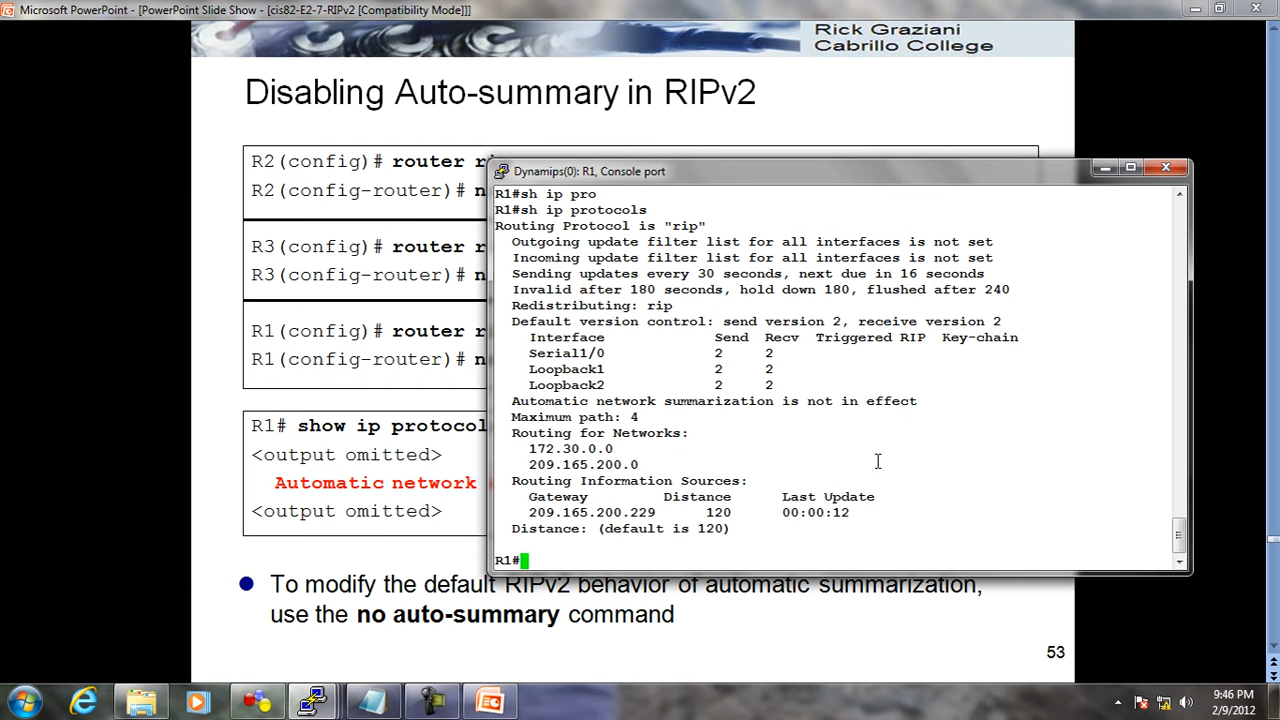 Microsoft PowerPoint - [PowerPoint Slide Show - [cis82-E2-7-RIPv2 [Compatibility Mode]]]
Rick Graziani
Cabrillo College
Disabling Auto-summary in RIPv2
R2(config)# router ri
R2(config-router)# n
R3(config)# router r
R3(config-router)# n
R1(config)# router r
R1(config-router)# n
R1# show ip protocol
<output omitted>
Automatic network
<output omitted>
Dynamips(0): R1, Console port
R1#sh ip pro
R1#sh ip protocols
Routing Protocol is "rip"
Outgoing update filter list for all interfaces is not set
Incoming update filter list for all interfaces is not set
Sending updates every 30 seconds, next due in 16 seconds
Invalid after 180 seconds, hold down 180, flushed after 240
Redistributing: rip
Default version control: send version 2, receive version 2
Interface Send Recv Triggered RIP Key-chain
Serial1/0 2 2
Loopback1 2 2
Loopback2 2 2
Automatic network summarization is not in effect
Maximum path: 4
Routing for Networks:
172.30.0.0
209.165.200.0
Routing Information Sources:
Gateway Distance Last Update
209.165.200.229 120 00:00:12
Distance: (default is 120)
R1#
To modify the default RIPv2 behavior of automatic summarization,
use the no auto-summary command
53
9:46 PM
2/9/2012